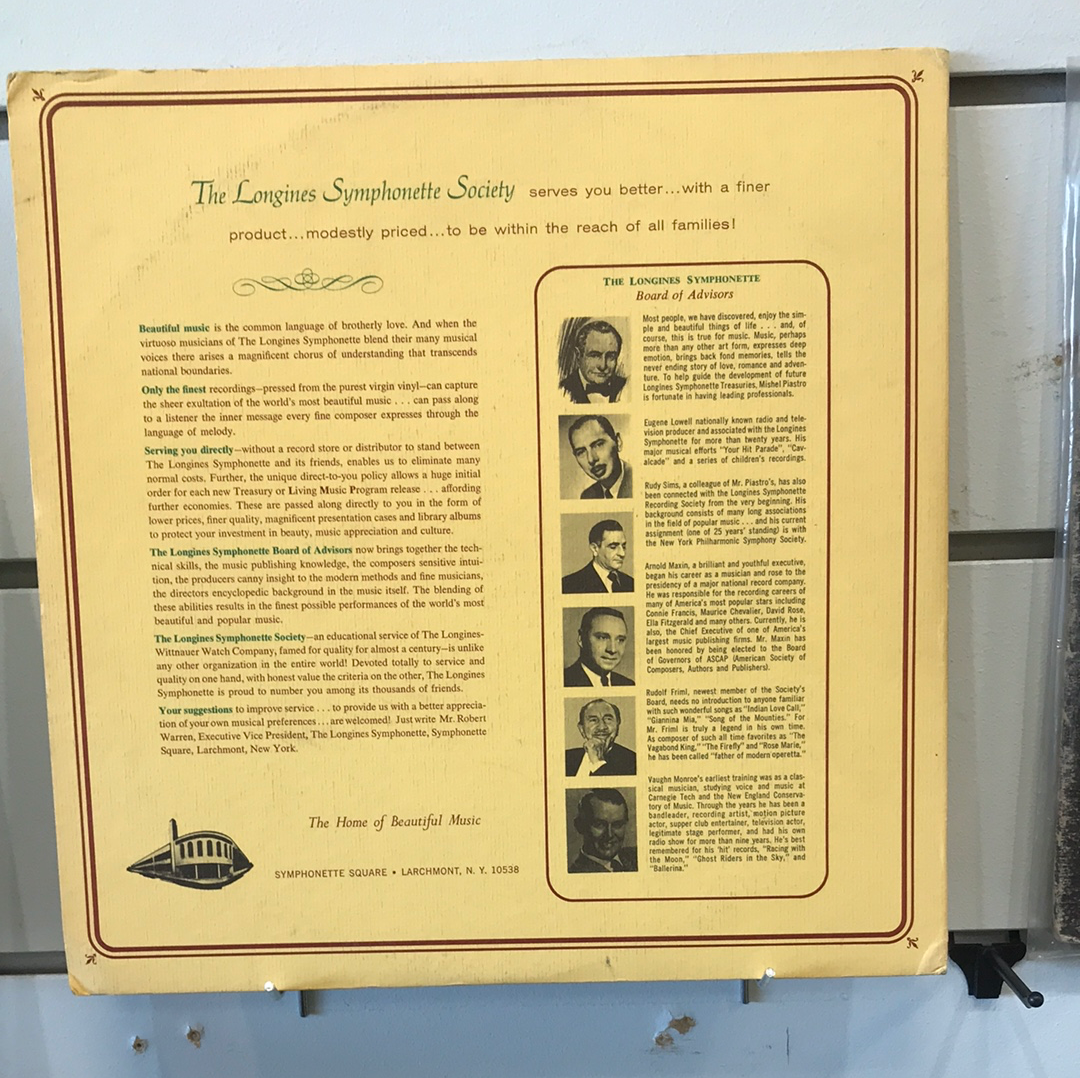 The Longines Symphonette Society serves you better...with a finer
product...modestly priced...to be within the reach of all families!
Beautiful music is the common language of brotherly love. And when the
virtuoso musicians of The Longines Symphonette blend their many musical
voices there arises a magnificent chorus of understanding that transcends
national boundaries.
Only the finest recordings—pressed from the purest virgin vinyl—can capture
the sheer exultation of the world's most beautiful music . . . can pass along
to a listener the inner message every fine composer expresses through the
language of melody.
Serving you directly—without a record store or distributor to stand between
The Longines Symphonette and its friends, enables us to eliminate many
normal costs. Further, the unique direct-to-you policy allows a huge initial
order for each new Treasury or Living Music Program release . . . affording
further economies. These are passed along directly to you in the form of
lower prices, finer quality, magnificent presentation cases and library albums
to protect your investment in beauty, music appreciation and culture.
The Longines Symphonette Board of Advisors now brings together the tech-
nical skills, the music publishing knowledge, the composers sensitive intui-
tion, the producers canny insight to the modern methods and fine musicians,
the directors encyclopedic background in the music itself. The blending of
these abilities results in the finest possible performances of the world's most
beautiful and popular music.
The Longines Symphonette Society—an educational service of The Longines-
Wittnauer Watch Company, famed for quality for almost a century—is unlike
any other organization in the entire world! Devoted totally to service and
quality on one hand, with honest value the criteria on the other, The Longines
Symphonette is proud to number you among its thousands of friends.
Your suggestions to improve service . . . to provide us with a better apprecia-
tion of your own musical preferences . . . are welcomed! Just write Mr. Robert
Warren, Executive Vice President, The Longines Symphonette, Symphonette
Square, Larchmont, New York.
The Home of Beautiful Music
SYMPHONETTE SQUARE • LARCHMONT, N. Y. 10538
THE LONGINES SYMPHONETTE
Board of Advisors
Most people, we have discovered, enjoy the sim-
ple and beautiful things of life . . . and, of
course, this is true for music. Music, perhaps
more than any other art form, expresses deep
emotion, brings back fond memories, tells the
never ending story of love, romance and adven-
ture. To help guide the development of future
Longines Symphonette Treasuries, Mishel Piastro
is fortunate in having leading professionals.
Eugene Lowell nationally known radio and tele-
vision producer and associated with the Longines
Symphonette for more than twenty years. His
major musical efforts "Your Hit Parade", "Cav-
alcade" and a series of children's recordings.
Rudy Sims, a colleague of Mr. Piastro's, has also
been connected with the Longines Symphonette
Recording Society from the very beginning. His
background consists of many long associations
in the field of popular music . . . and his current
assignment (one of 25 years' standing) is with
the New York Philharmonic Symphony Society.
Arnold Maxin, a brilliant and youthful executive,
began his career as a musician and rose to the
presidency of a major national record company.
He was responsible for the recording careers of
many of America's most popular stars including
Connie Francis, Maurice Chevalier, David Rose,
Ella Fitzgerald and many others. Currently, he is
also, the Chief Executive of one of America's
largest music publishing firms. Mr. Maxin has
been honored by being elected to the Board
of Governors of ASCAP (American Society of
Composers, Authors and Publishers).
Rudolf Friml, newest member of the Society's
Board, needs no introduction to anyone familiar
with such wonderful songs as "Indian Love Call,"
"Giannina Mia," "Song of the Mounties." For
Mr. Friml is truly a legend in his own time.
As composer of such all time favorites as "The
Vagabond King," "The Firefly" and "Rose Marie,"
he has been called "father of modern operetta."
Vaughn Monroe's earliest training was as a clas-
sical musician, studying voice and music at
Carnegie Tech and the New England Conserva-
tory of Music. Through the years he has been a
bandleader, recording artist, motion picture
actor, supper club entertainer, television actor,
legitimate stage performer, and had his own
radio show for more than nine years. He's best
remembered for his 'hit' records, "Racing with
the Moon," "Ghost Riders in the Sky," and
"Ballerina."